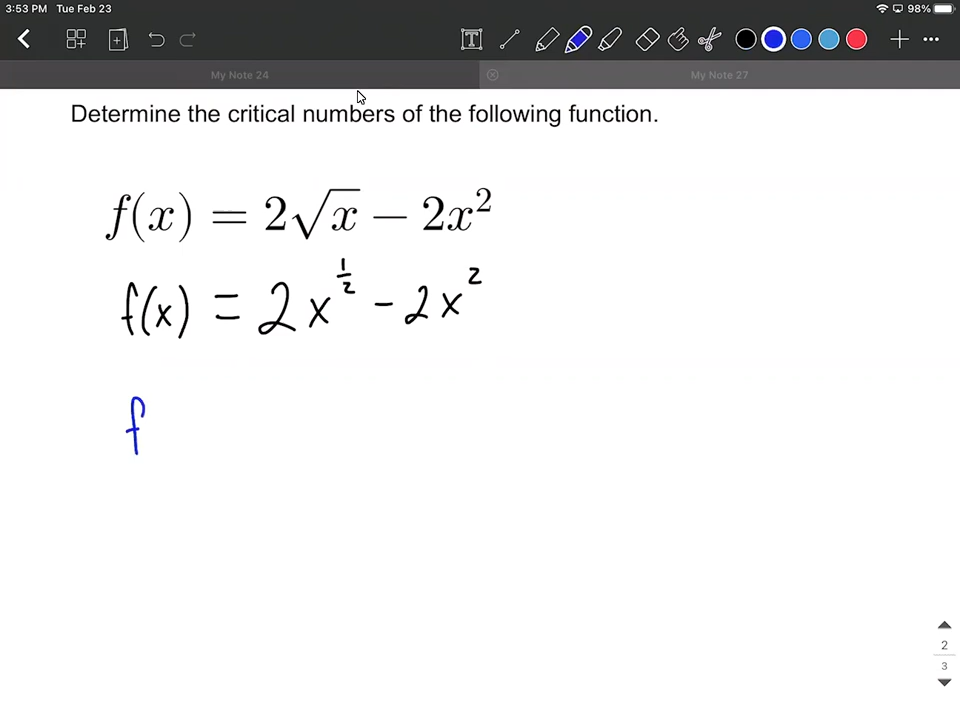 3:53 PM Tue Feb 23 98%
My Note 24 My Note 27
Determine the critical numbers of the following function.
f(x) = 2√x − 2x²
f(x) = 2x^{1/2} − 2x²
f
2
3